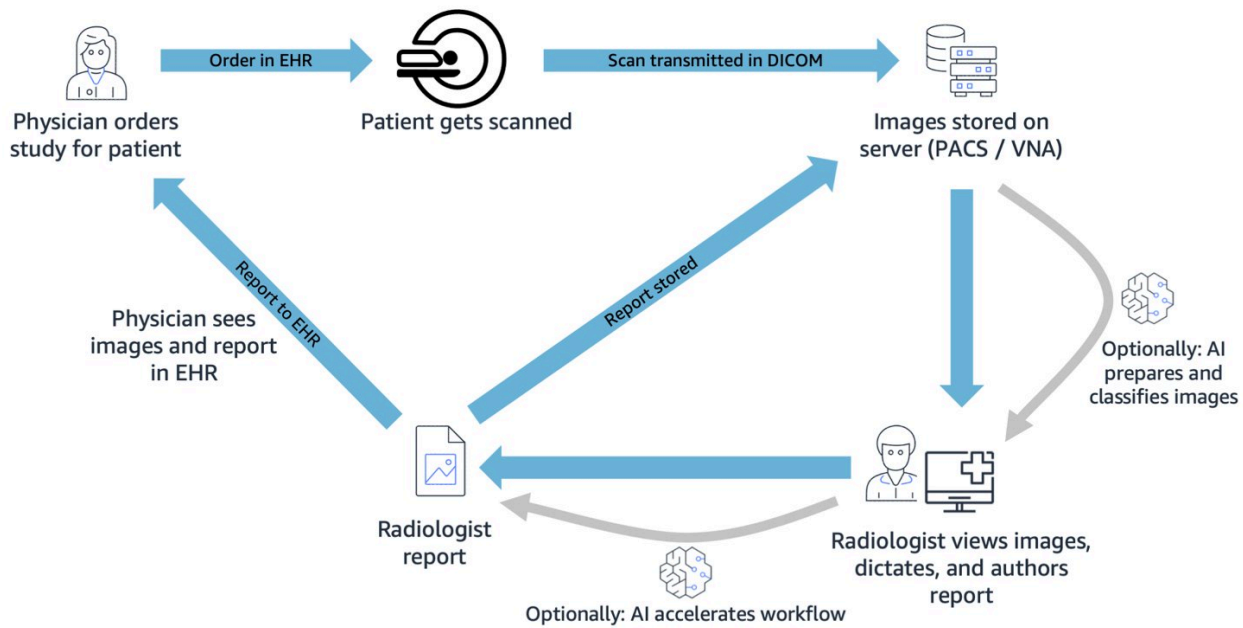 Order in EHR
Scan transmitted in DICOM
Physician orders
study for patient
Patient gets scanned
Images stored on
server (PACS / VNA)
Report to EHR
Report stored
Physician sees
images and report
in EHR
Optionally: AI
prepares and
classifies images
Radiologist
report
Radiologist views images,
dictates, and authors
report
Optionally: AI accelerates workflow